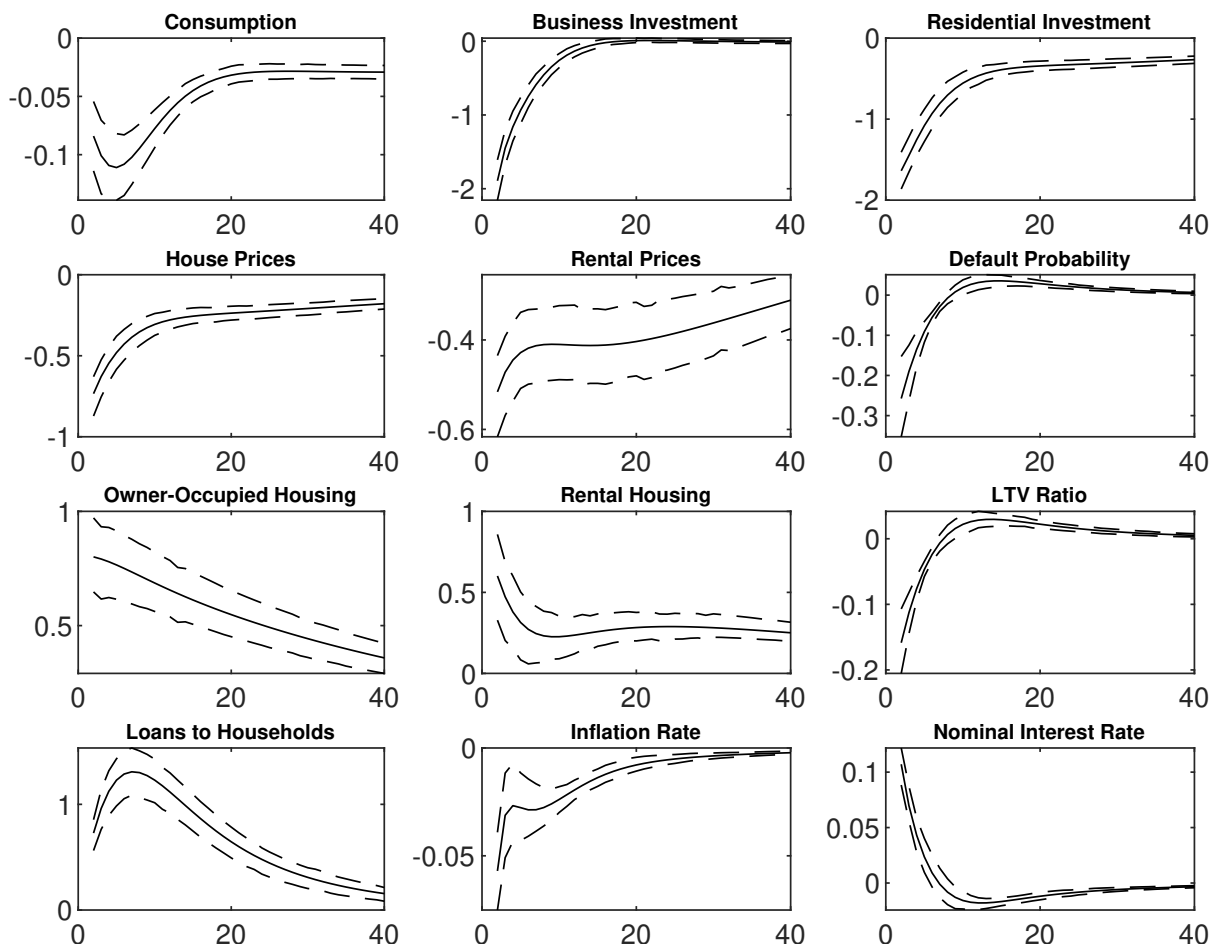 Consumption
0
-0.05
-0.1
0 20 40
Business Investment
0
-1
-2
0 20 40
Residential Investment
0
-1
-2
0 20 40
House Prices
0
-0.5
-1
0 20 40
Rental Prices
-0.4
-0.6
0 20 40
Default Probability
0
-0.1
-0.2
-0.3
0 20 40
Owner-Occupied Housing
1
0.5
0 20 40
Rental Housing
1
0.5
0
0 20 40
LTV Ratio
0
-0.1
-0.2
0 20 40
Loans to Households
1
0
0 20 40
Inflation Rate
0
-0.05
0 20 40
Nominal Interest Rate
0.1
0.05
0
0 20 40